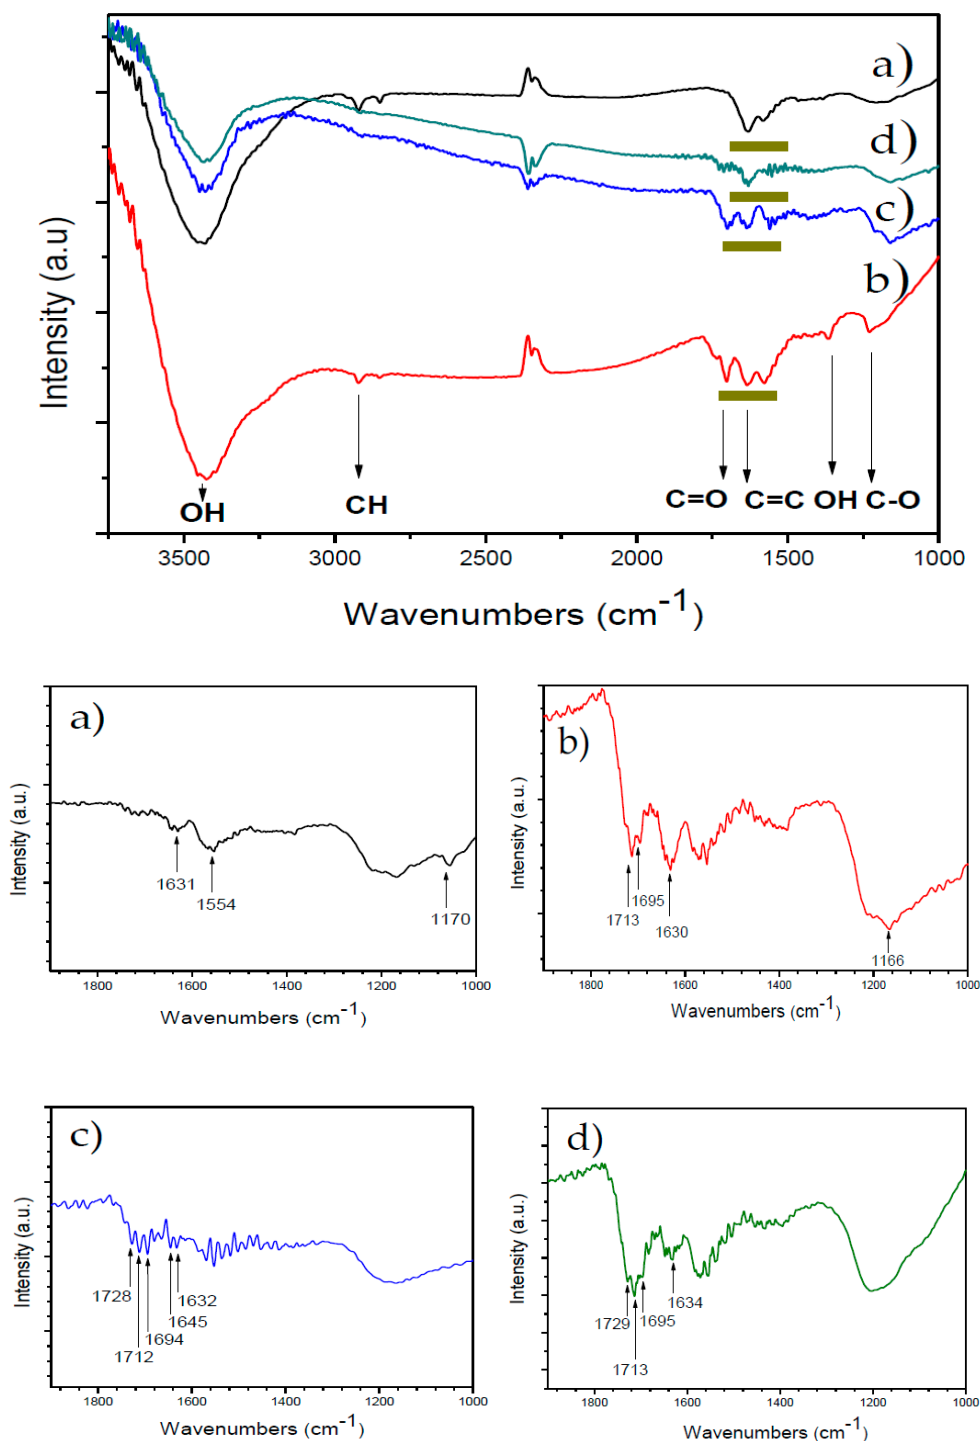 a)
d)
c)
b)
Intensity (a.u)
OH
CH
C=O
C=C
OH
C-O
3500
3000
2500
2000
1500
1000
Wavenumbers (cm⁻¹)
a)
Intensity (a.u.)
1631
1554
1170
1800
1600
1400
1200
1000
Wavenumbers (cm⁻¹)
b)
Intensity (a.u.)
1713
1695
1630
1166
1800
1600
1400
1200
1000
Wavenumbers (cm⁻¹)
c)
Intensity (a.u.)
1728
1712
1694
1645
1632
1800
1600
1400
1200
1000
Wavenumbers (cm⁻¹)
d)
Intensity (a.u.)
1729
1713
1695
1634
1800
1600
1400
1200
1000
Wavenumbers (cm⁻¹)